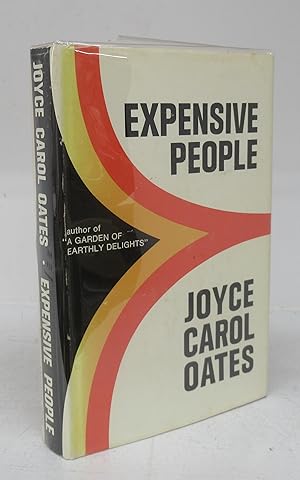 JOYCE CAROL OATES · EXPENSIVE PEOPLE
EXPENSIVE
PEOPLE
author of
"A GARDEN OF
EARTHLY DELIGHTS"
JOYCE
CAROL
OATES